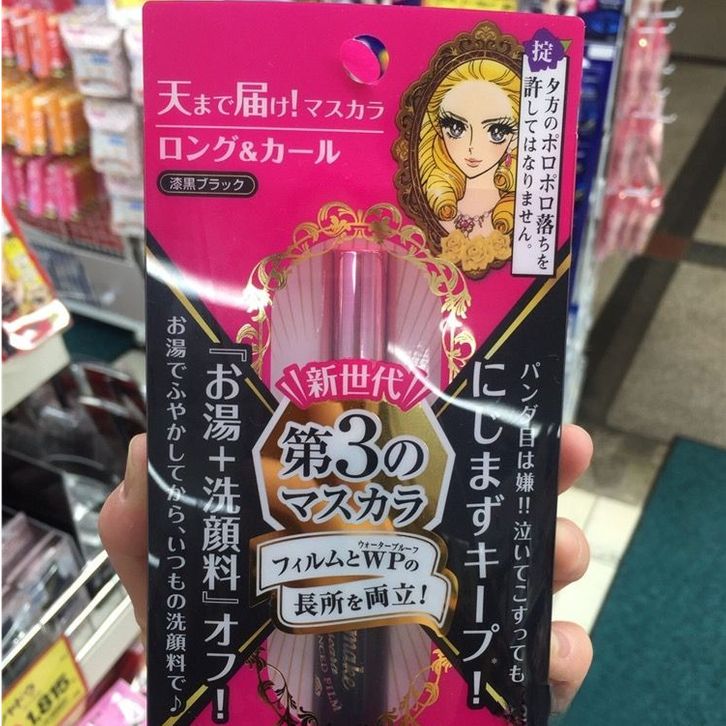 天まで届け!マスカラ
ロング&カール
漆黒ブラック
掟
夕方のポロポロ落ちを
許してはなりません。
新世代
第3の
マスカラ
ウォータープルーフ
フィルムとWPの
長所を両立!
パンダ目は嫌!!泣いてこすっても
にじまずキープ!
『お湯+洗顔料』オフ!
お湯でふやかしてから、いつもの洗顔料で♪
make
1,815